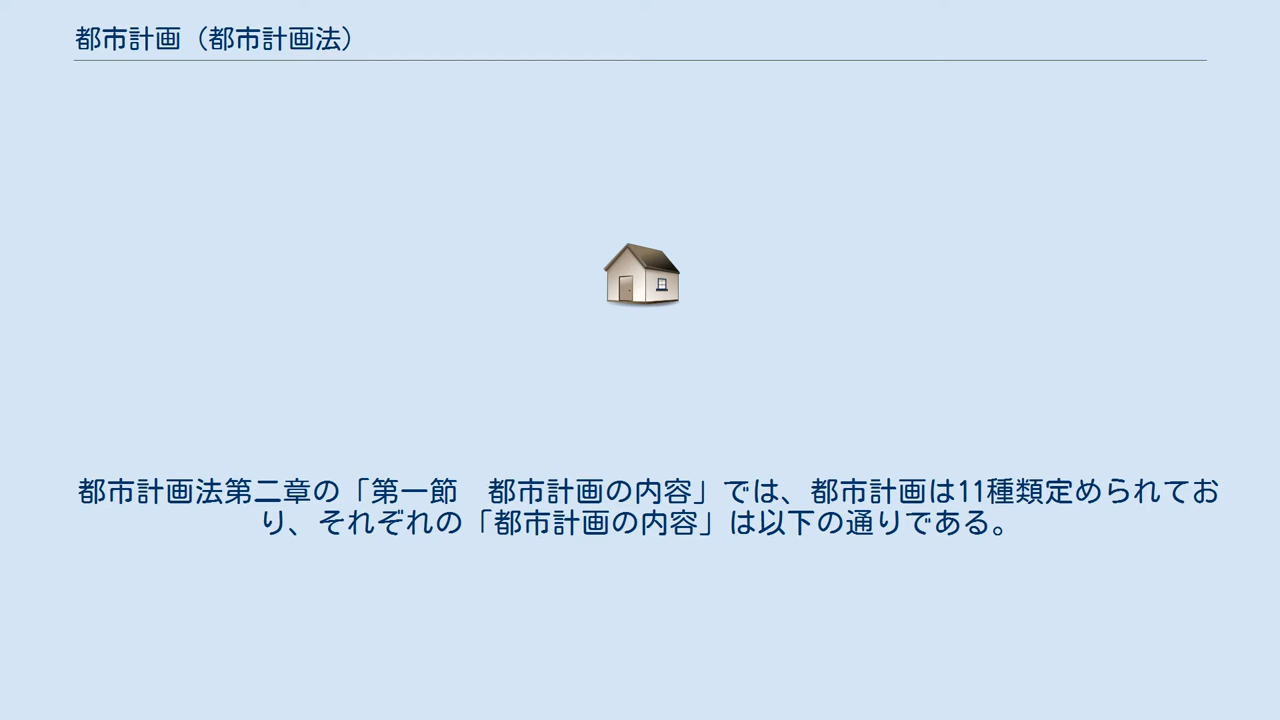 都市計画（都市計画法）
都市計画法第二章の「第一節　都市計画の内容」では、都市計画は11種類定められてお
り、それぞれの「都市計画の内容」は以下の通りである。